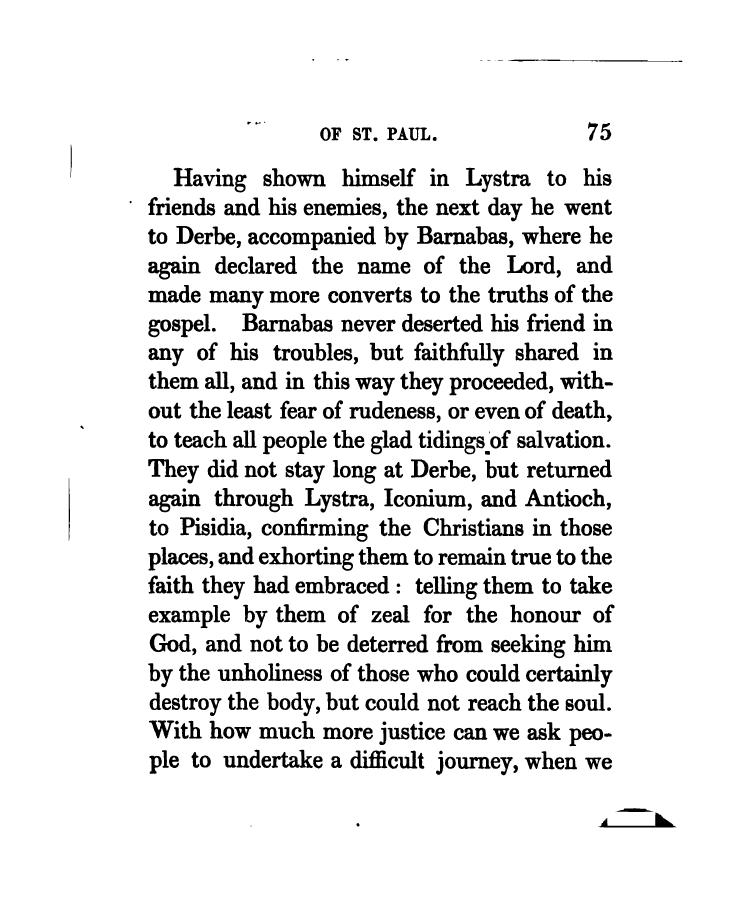 OF ST. PAUL. 75
Having shown himself in Lystra to his
friends and his enemies, the next day he went
to Derbe, accompanied by Barnabas, where he
again declared the name of the Lord, and
made many more converts to the truths of the
gospel. Barnabas never deserted his friend in
any of his troubles, but faithfully shared in
them all, and in this way they proceeded, with-
out the least fear of rudeness, or even of death,
to teach all people the glad tidings of salvation.
They did not stay long at Derbe, but returned
again through Lystra, Iconium, and Antioch,
to Pisidia, confirming the Christians in those
places, and exhorting them to remain true to the
faith they had embraced : telling them to take
example by them of zeal for the honour of
God, and not to be deterred from seeking him
by the unholiness of those who could certainly
destroy the body, but could not reach the soul.
With how much more justice can we ask peo-
ple to undertake a difficult journey, when we